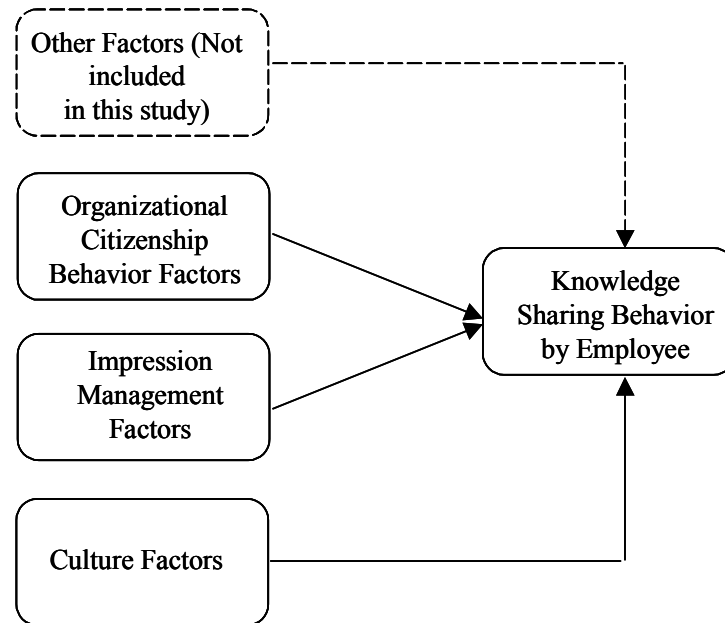 Other Factors (Not
included
in this study)
Organizational
Citizenship
Behavior Factors
Impression
Management
Factors
Culture Factors
Knowledge
Sharing Behavior
by Employee